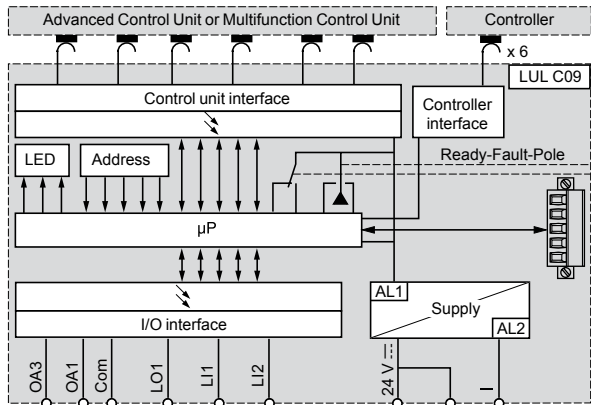 Advanced Control Unit or Multifunction Control Unit
Controller
x 6
LUL C09
Control unit interface
Controller
interface
Ready-Fault-Pole
LED
Address
µP
AL1
Supply
AL2
I/O interface
OA3
OA1
Com
LO1
LI1
LI2
24 V
I